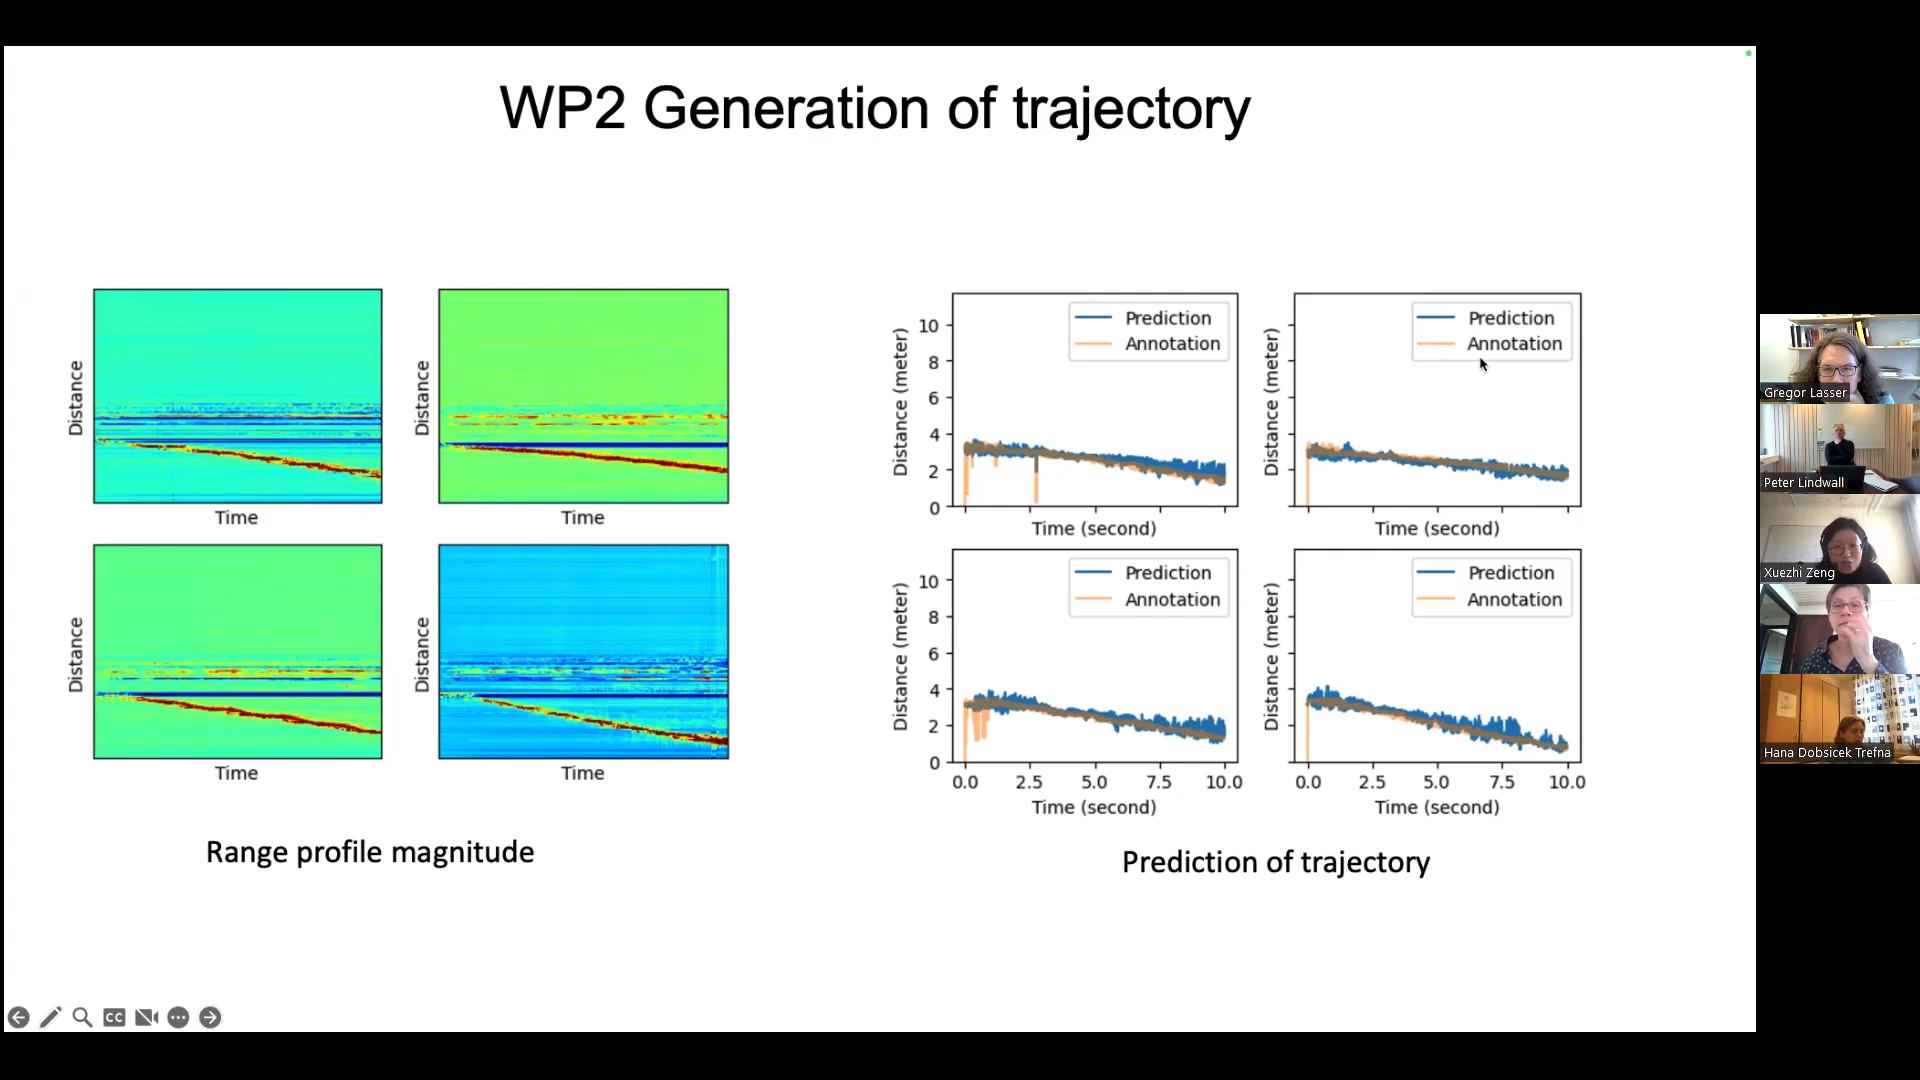 WP2 Generation of trajectory
Distance
Time
Distance
Time
Distance
Time
Distance
Time
Range profile magnitude
Prediction
Annotation
10
8
6
4
2
0
Distance (meter)
Time (second)
Prediction
Annotation
Distance (meter)
Time (second)
Prediction
Annotation
10
8
6
4
2
0
Distance (meter)
0.0 2.5 5.0 7.5 10.0
Time (second)
Prediction
Annotation
Distance (meter)
0.0 2.5 5.0 7.5 10.0
Time (second)
Prediction of trajectory
Gregor Lasser
Peter Lindwall
Xuezhi Zeng
Hana Dobsicek Trefna
CC